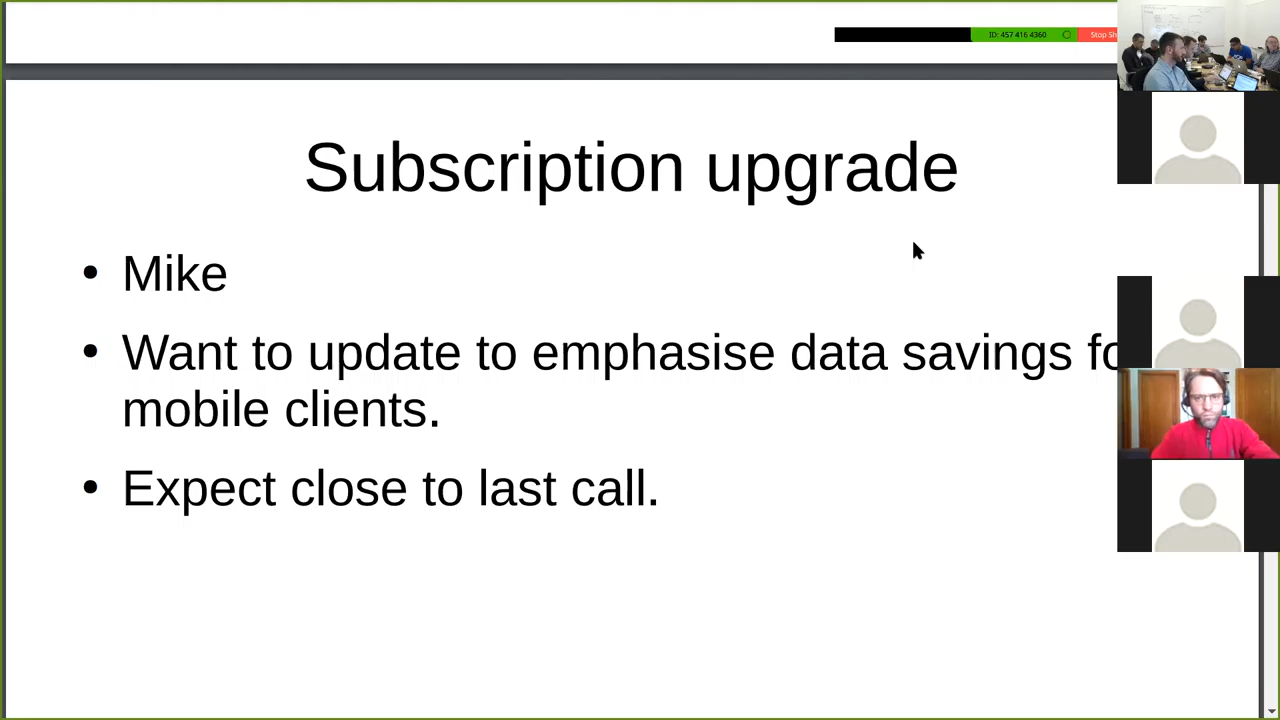 ID: 457 416 4360
Stop Sh
Subscription upgrade
• Mike
• Want to update to emphasise data savings fo
mobile clients.
• Expect close to last call.